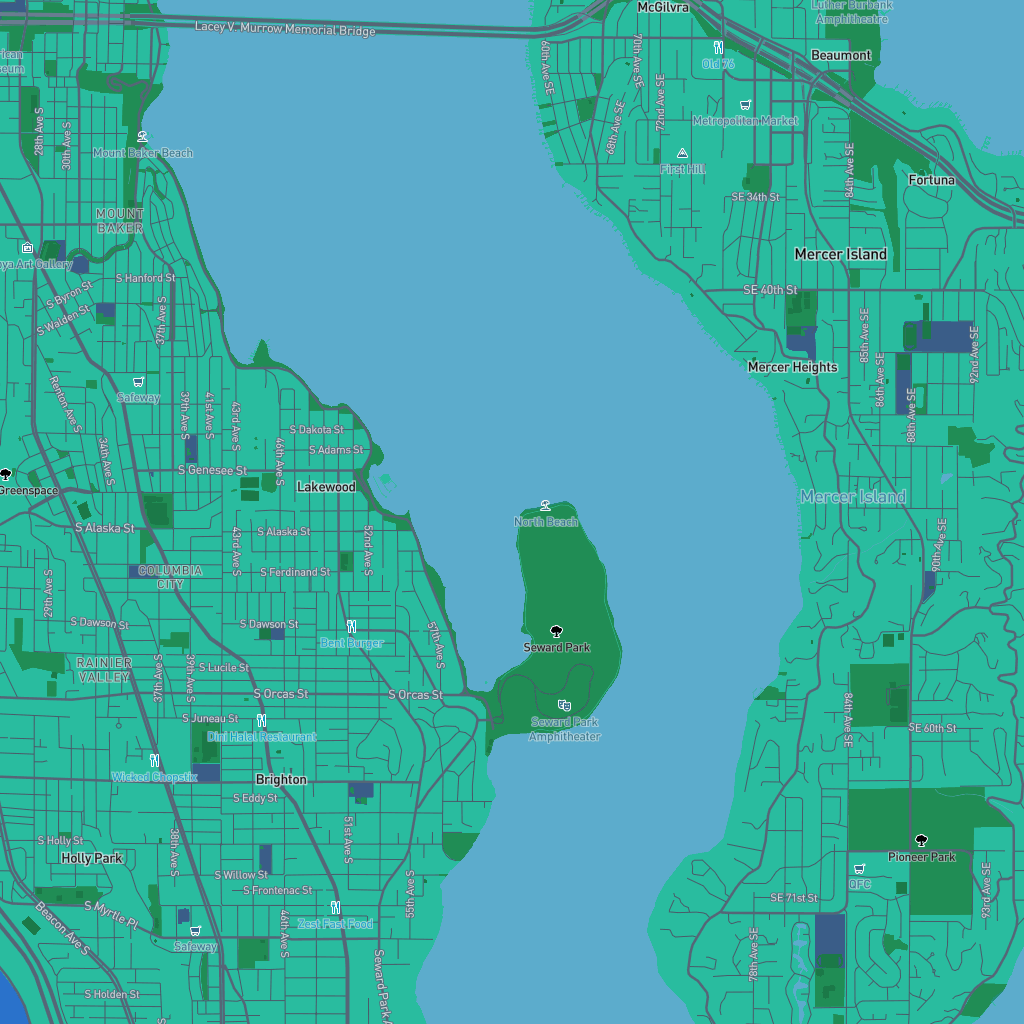 McGilvra
Luther Burbank
Amphitheatre
Lacey V. Murrow Memorial Bridge
60th Ave SE
70th Ave SE
Old 76
Beaumont
72nd Ave SE
68th Ave SE
Metropolitan Market
28th Ave S
30th Ave S
Mount Baker Beach
First Hill
84th Ave SE
Fortuna
SE 34th St
MOUNT
BAKER
Art Gallery
Mercer Island
S Hanford St
S Byron St
S Walden St
37th Ave S
SE 40th St
85th Ave SE
92nd Ave SE
86th Ave SE
88th Ave SE
Mercer Heights
Safeway
Renton Ave S
39th Ave S
41st Ave S
43rd Ave S
S Dakota St
S Adams St
34th Ave S
46th Ave S
S Genesee St
Lakewood
Greenspace
Mercer Island
North Beach
S Alaska St
S Alaska St
43rd Ave S
52nd Ave S
90th Ave SE
COLUMBIA
CITY
S Ferdinand St
29th Ave S
S Dawson St
S Dawson St
Bent Burger
57th Ave S
Seward Park
RAINIER
VALLEY
37th Ave S
39th Ave S
S Lucile St
S Orcas St
S Orcas St
S Juneau St
Dini Halal Restaurant
Seward Park
Amphitheater
84th Ave SE
SE 60th St
Wicked Chopstix
Brighton
S Eddy St
S Holly St
38th Ave S
51st Ave S
Holly Park
Pioneer Park
S Willow St
S Frontenac St
55th Ave S
QFC
93rd Ave SE
SE 71st St
S Myrtle Pl
Beacon Ave S
Zest Fast Food
46th Ave S
Safeway
78th Ave SE
Seward Park
S Holden St